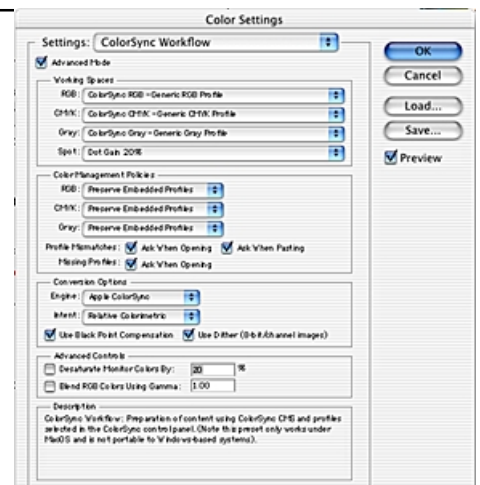 Color Settings
Settings: ColorSync Workflow
OK
Advanced Mode
Cancel
Working Spaces
RGB: ColorSync RGB - Generic RGB Profile
Load...
CMYK: ColorSync CMYK - Generic CMYK Profile
Gray: ColorSync Gray - Generic Gray Profile
Save...
Spot: Dot Gain 20%
Preview
Color Management Policies
RGB: Preserve Embedded Profiles
CMYK: Preserve Embedded Profiles
Gray: Preserve Embedded Profiles
Profile Mismatches: Ask When Opening Ask When Pasting
Missing Profiles: Ask When Opening
Conversion Options
Engine: Apple ColorSync
Intent: Relative Colorimetric
Use Black Point Compensation Use Dither (8-bit/channel images)
Advanced Controls
Desaturate Monitor Colors By: 20 %
Blend RGB Colors Using Gamma: 1.00
Description
ColorSync Workflow: Preparation of content using ColorSync CMS and profiles
selected in the ColorSync control panel. (Note this preset only works under
MacOS and is not portable to Windows-based systems).